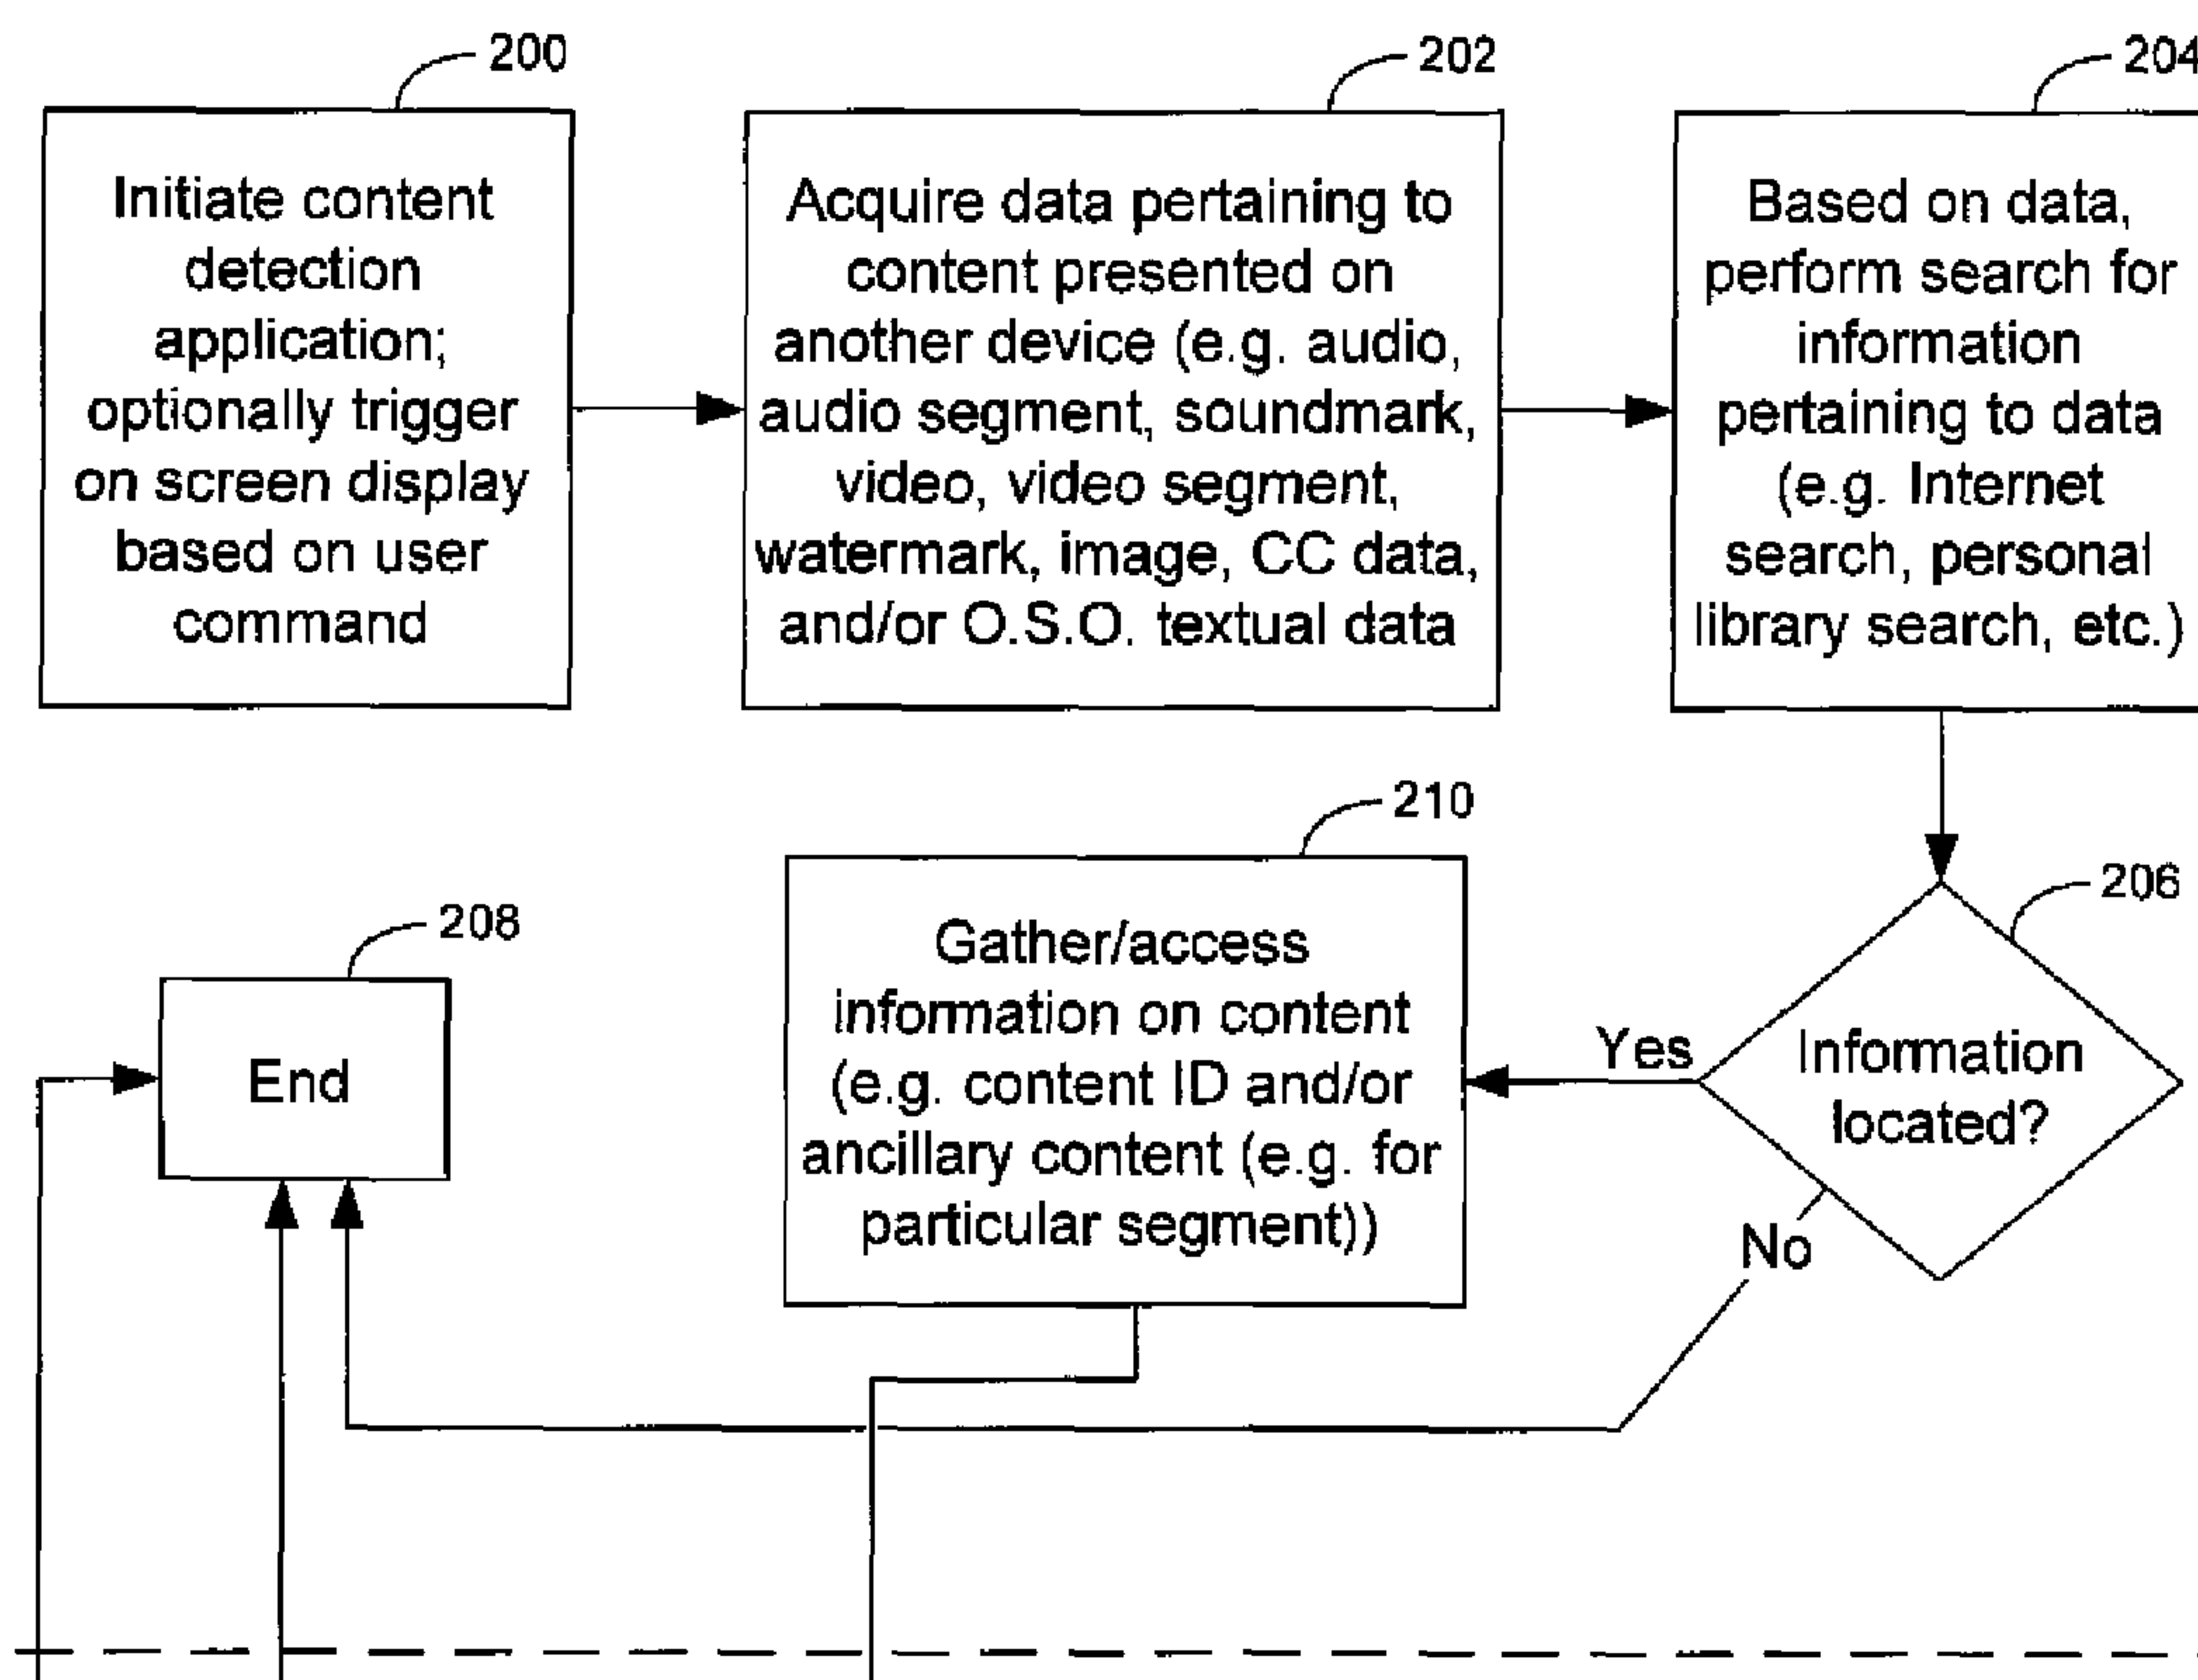 200
Initiate content
detection
application;
optionally trigger
on screen display
based on user
command
202
Acquire data pertaining to
content presented on
another device (e.g. audio,
audio segment, soundmark,
video, video segment,
watermark, image, CC data,
and/or O.S.O. textual data
204
Based on data,
perform search for
information
pertaining to data
(e.g. Internet
search, personal
library search, etc.)
206
Information
located?
Yes
No
210
Gather/access
information on content
(e.g. content ID and/or
ancillary content (e.g. for
particular segment))
208
End